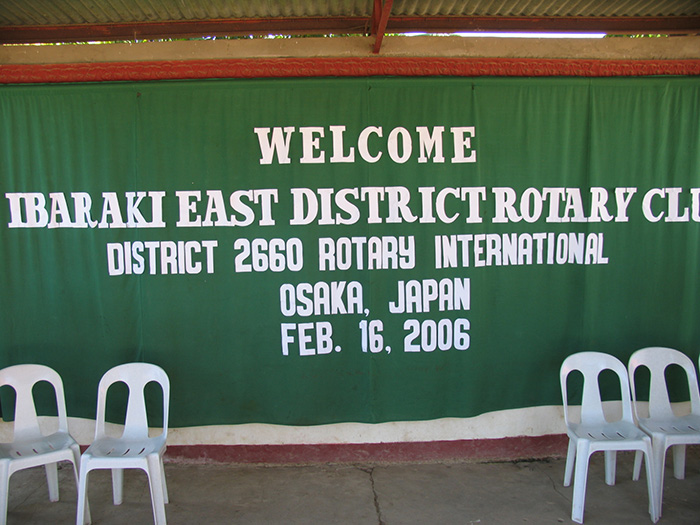 WELCOME
IBARAKI EAST DISTRICT ROTARY CLU
DISTRICT 2660 ROTARY INTERNATIONAL
OSAKA, JAPAN
FEB. 16, 2006